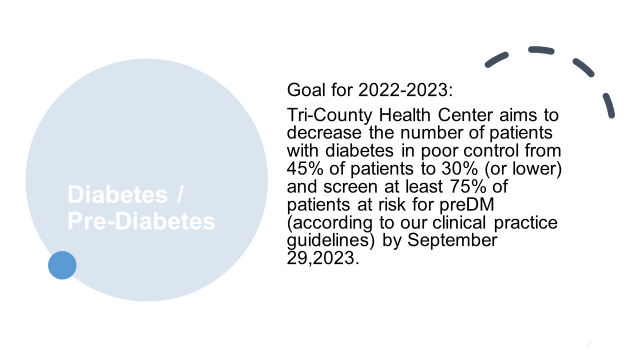 Diabetes /
Pre-Diabetes
Goal for 2022-2023:
Tri-County Health Center aims to
decrease the number of patients
with diabetes in poor control from
45% of patients to 30% (or lower)
and screen at least 75% of
patients at risk for preDM
(according to our clinical practice
guidelines) by September
29,2023.
2